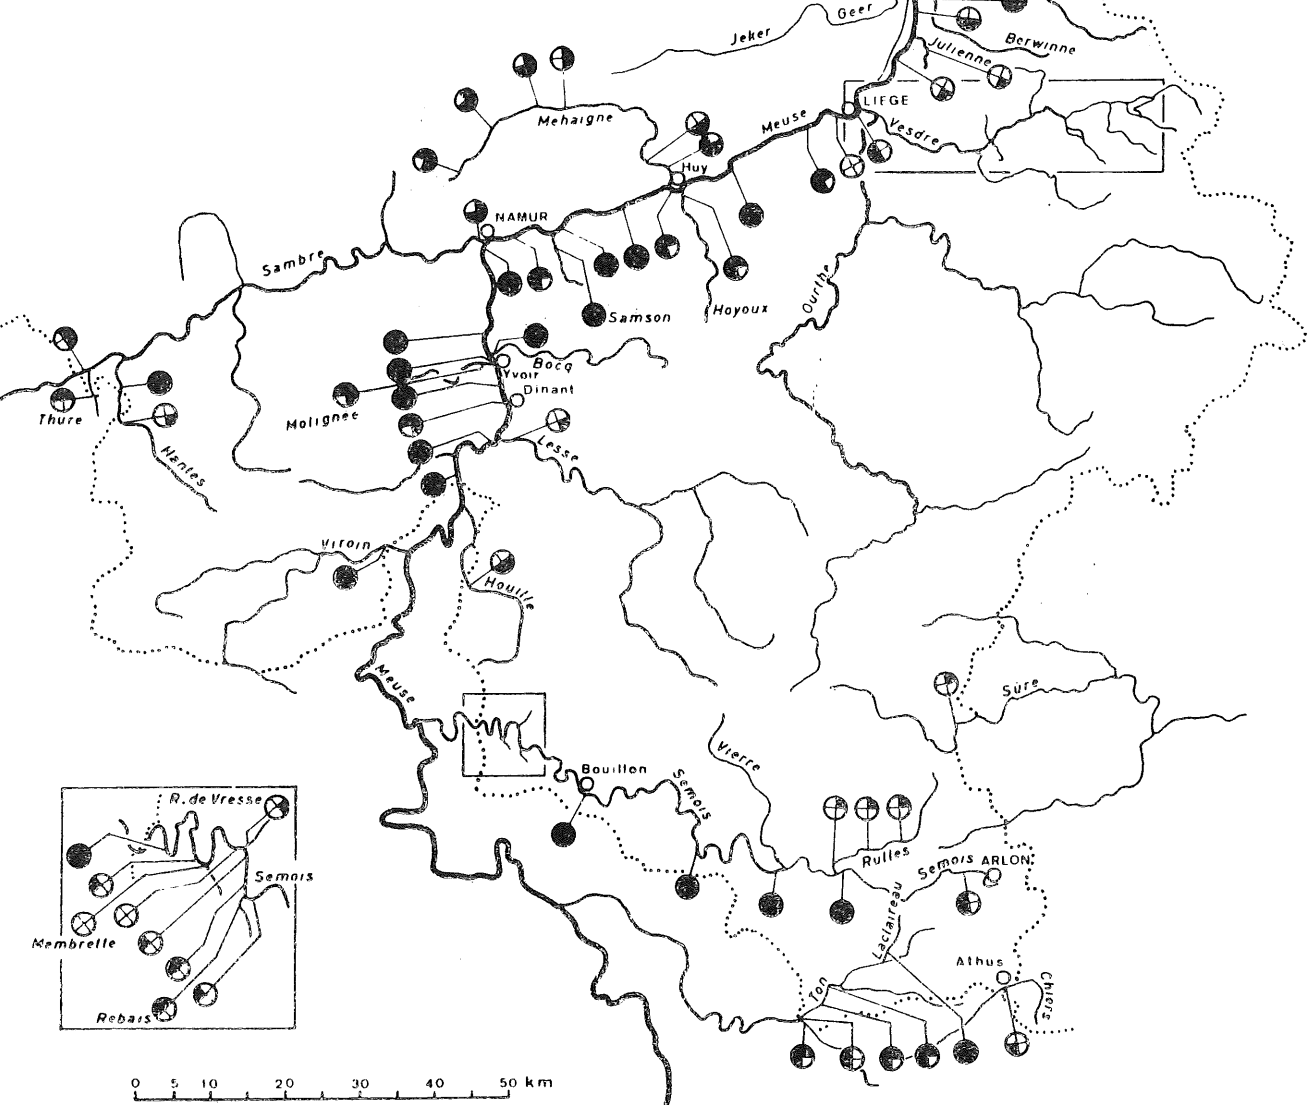 Geer
Jeker
Julienne
Berwinne
LIEGE
Mehaigne
Meuse
Vesdre
Huy
NAMUR
Sambre
Ourthe
Samson
Hoyoux
Bocq
Yvoir
Dinant
Molignee
Thure
Hantes
Lesse
Viroin
Houille
Meuse
Sûre
Vierre
Bouillon
Semois
R. de Vresse
Rulles
Semois
ARLON
Semois
Membrette
Laclaireau
Athus
Ton
Chiers
Rebais
0 5 10 20 30 40 50 km